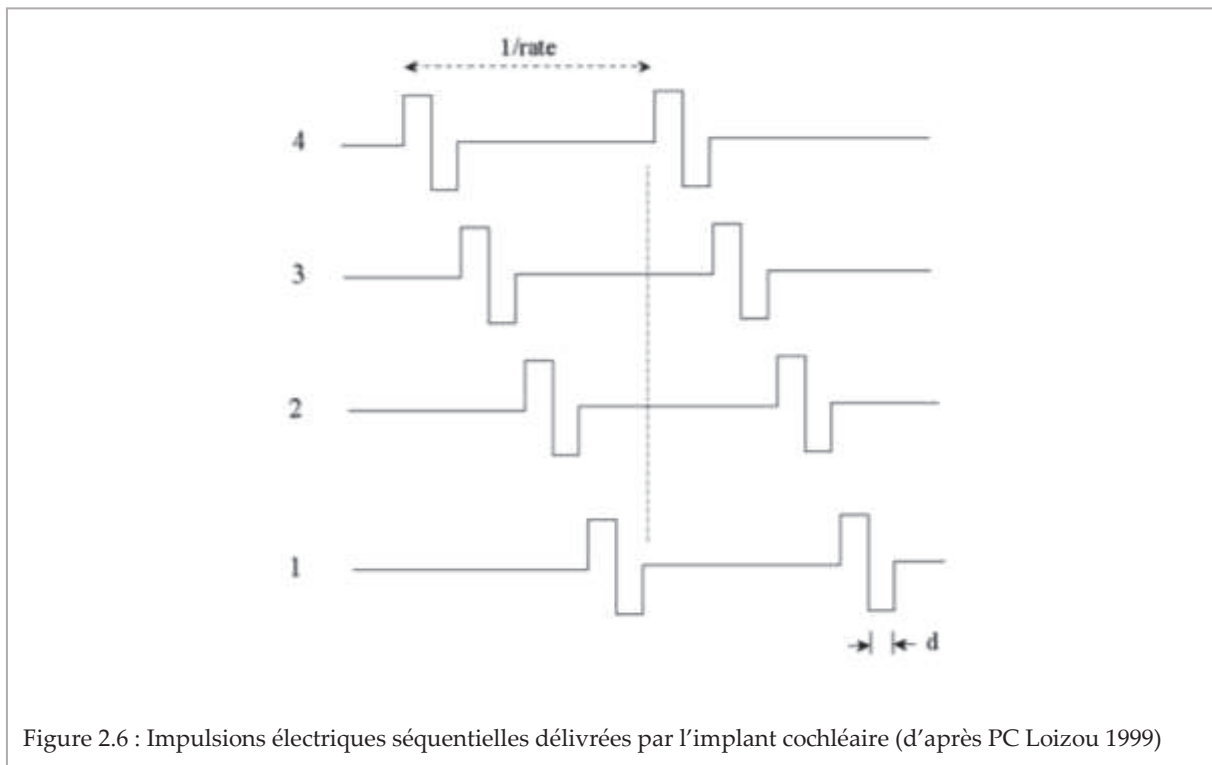 1/rate
4
3
2
1
d
Figure 2.6 : Impulsions électriques séquentielles délivrées par l’implant cochléaire (d’après PC Loizou 1999)